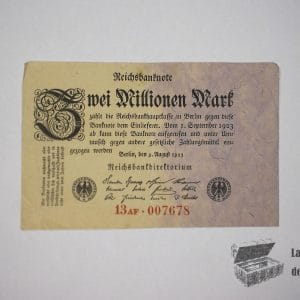 Reichsbanknote
Zwei Millionen Mark
zahlt die Reichsbankhauptkasse in Berlin gegen diese
Banknote dem Einlieferer. Vom 1. September 1923
ab kann diese Banknote aufgerufen und unter Um-
tausch gegen andere gesetzliche Zahlungsmittel ein-
gezogen werden
Berlin, den 9. August 1923
Reichsbankdirektorium
13AF · 007678
La
de